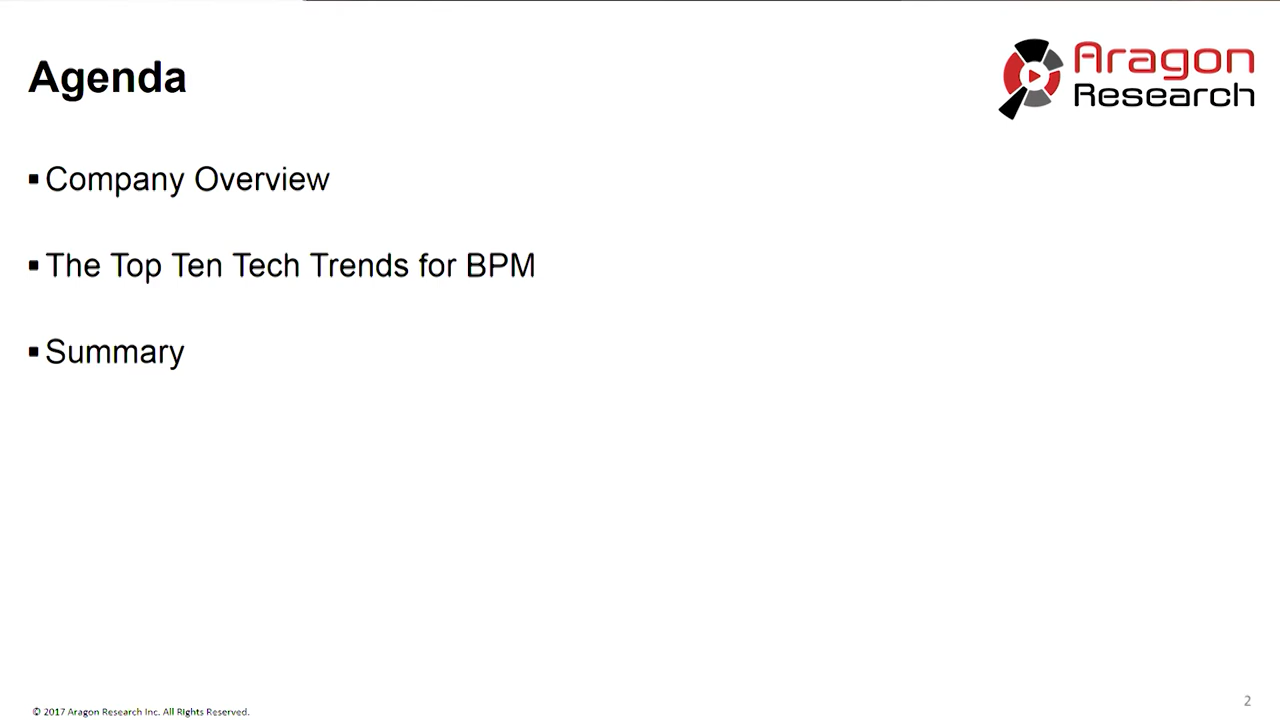 Agenda
Aragon
Research
▪ Company Overview
▪ The Top Ten Tech Trends for BPM
▪ Summary
© 2017 Aragon Research Inc. All Rights Reserved.
2